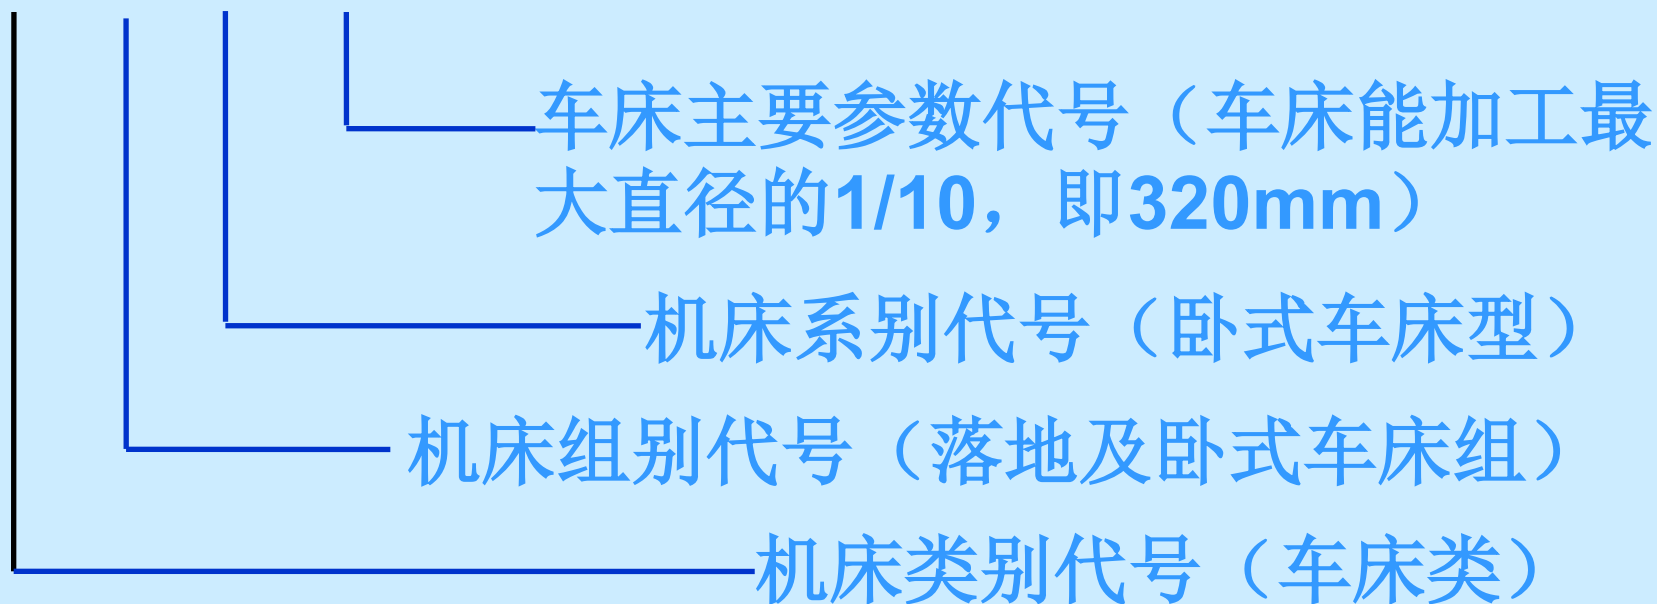 车床主要参数代号（车床能加工最
大直径的1/10，即320mm）
机床系别代号（卧式车床型）
机床组别代号（落地及卧式车床组）
机床类别代号（车床类）